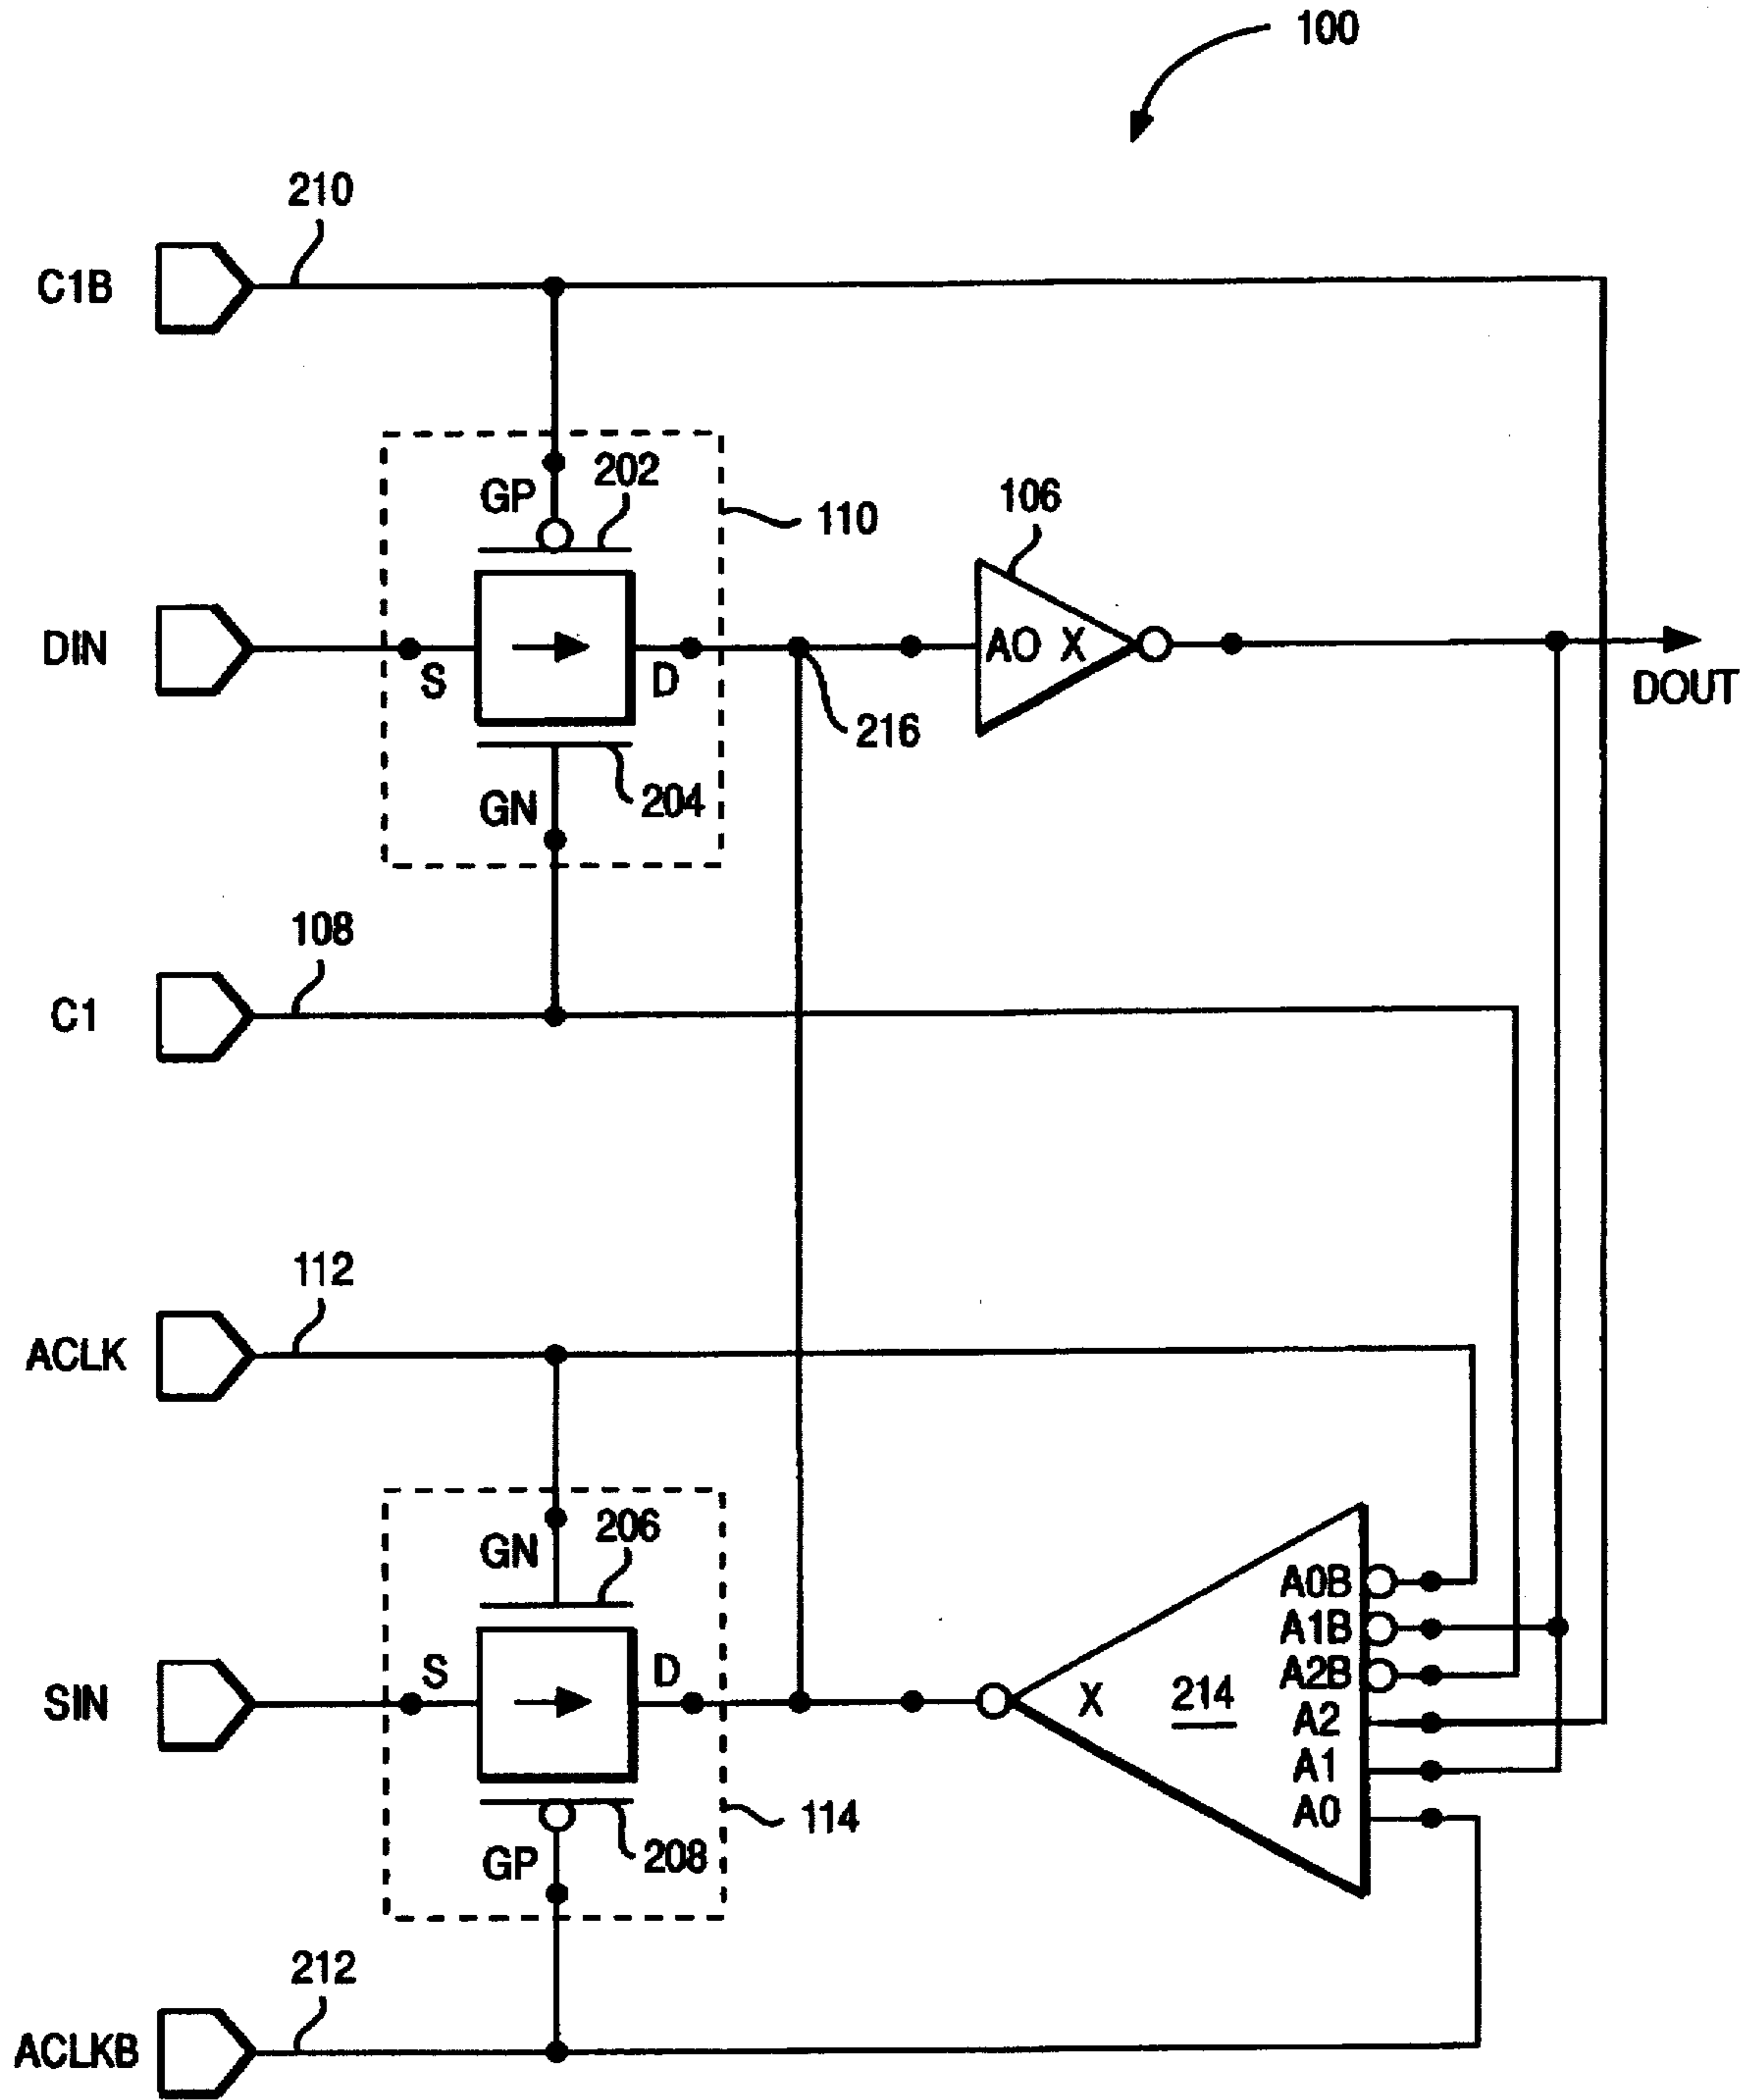 100
210
C1B
GP
202
110
106
DIN
S
D
AO X
DOUT
216
GN
204
108
C1
112
ACLK
GN
206
A0B
A1B
A2B
SIN
S
D
X
214
A2
A1
A0
114
GP
208
212
ACLKB